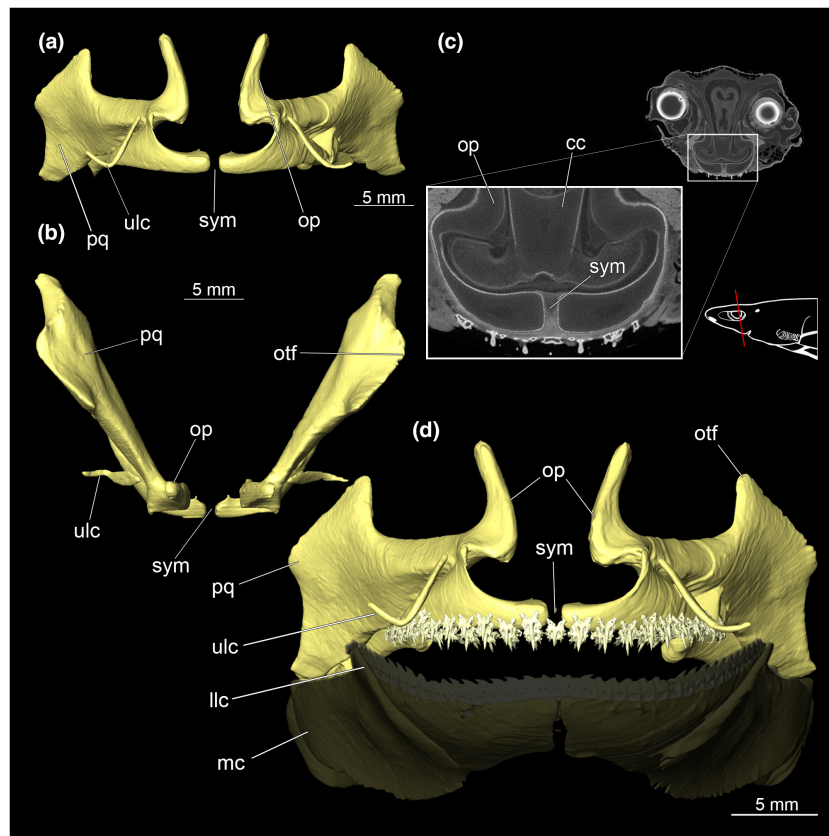 (a)
pq
ulc
sym
op
5 mm
(b)
5 mm
pq
otf
op
ulc
sym
(c)
op
cc
sym
(d)
otf
op
sym
pq
ulc
llc
mc
5 mm